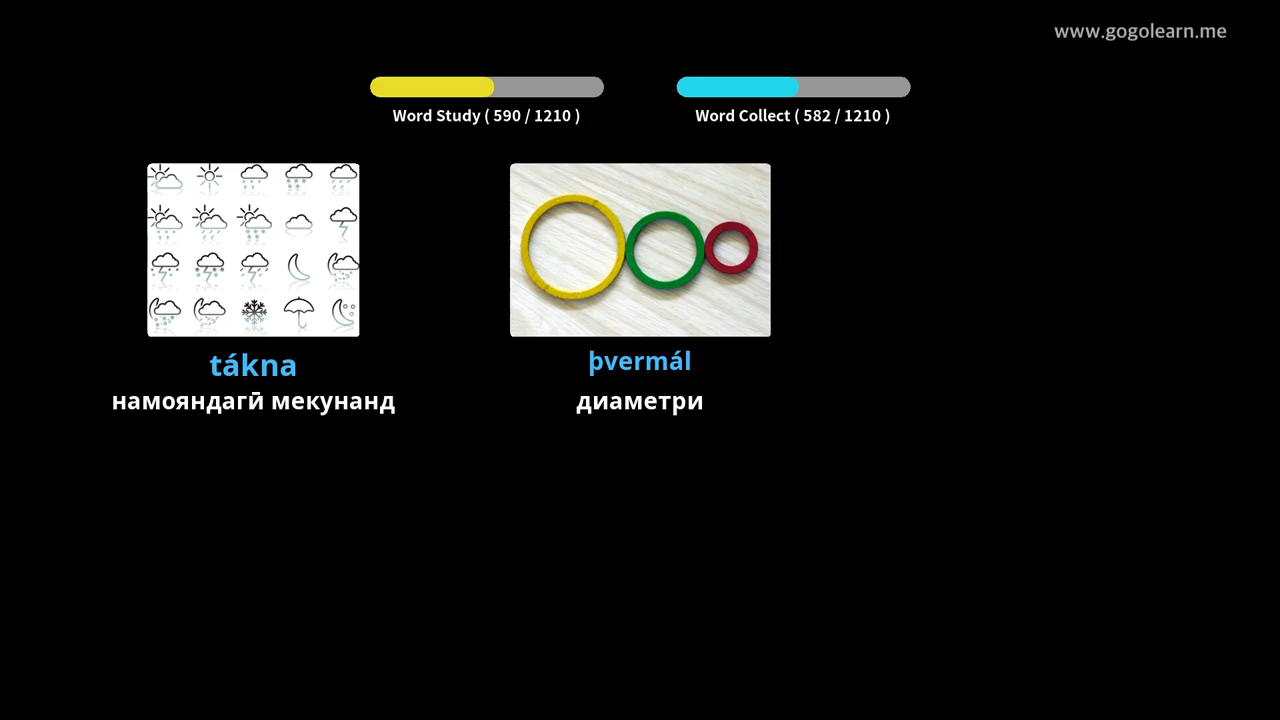 www.gogolearn.me
Word Study ( 590 / 1210 )
Word Collect ( 582 / 1210 )
tákna
намояндагӣ мекунанд
þvermál
диаметри